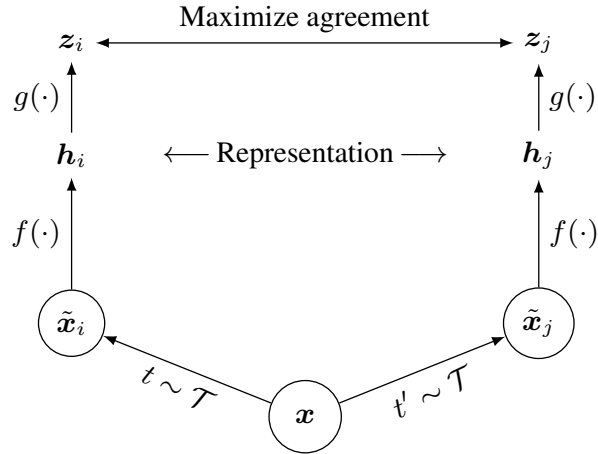 Maximize agreement
z_i z_j
g(·) g(·)
h_i ← Representation → h_j
f(·) f(·)
x̃_i x̃_j
t ∼ 𝒯 t′ ∼ 𝒯
x